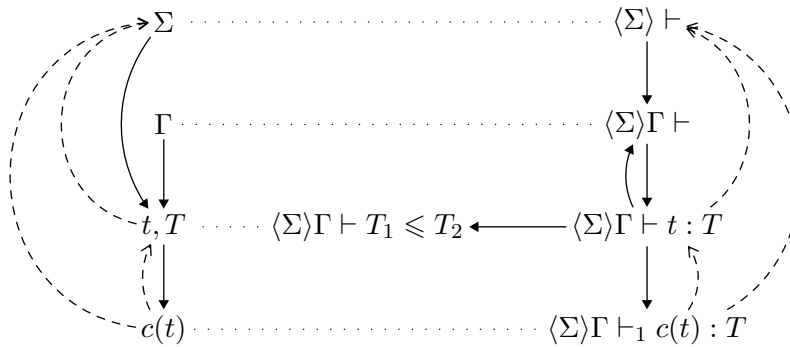 Σ ⟨Σ⟩ ⊢
Γ ⟨Σ⟩Γ ⊢
t, T ⟨Σ⟩Γ ⊢ T₁ ⩽ T₂ ⟨Σ⟩Γ ⊢ t : T
c(t) ⟨Σ⟩Γ ⊢₁ c(t) : T